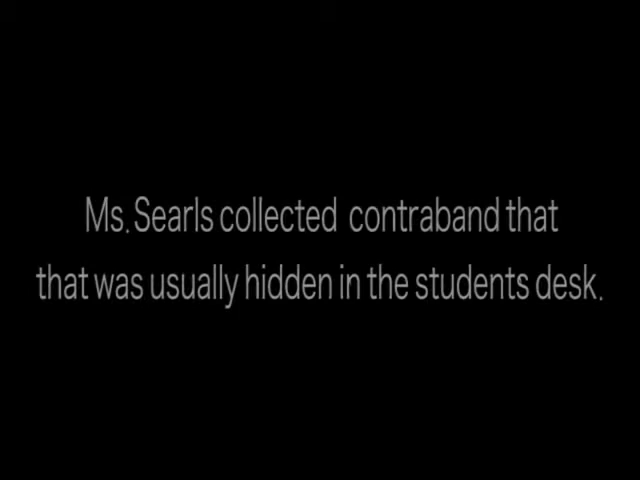 Ms. Searls collected contraband that
that was usually hidden in the students desk.